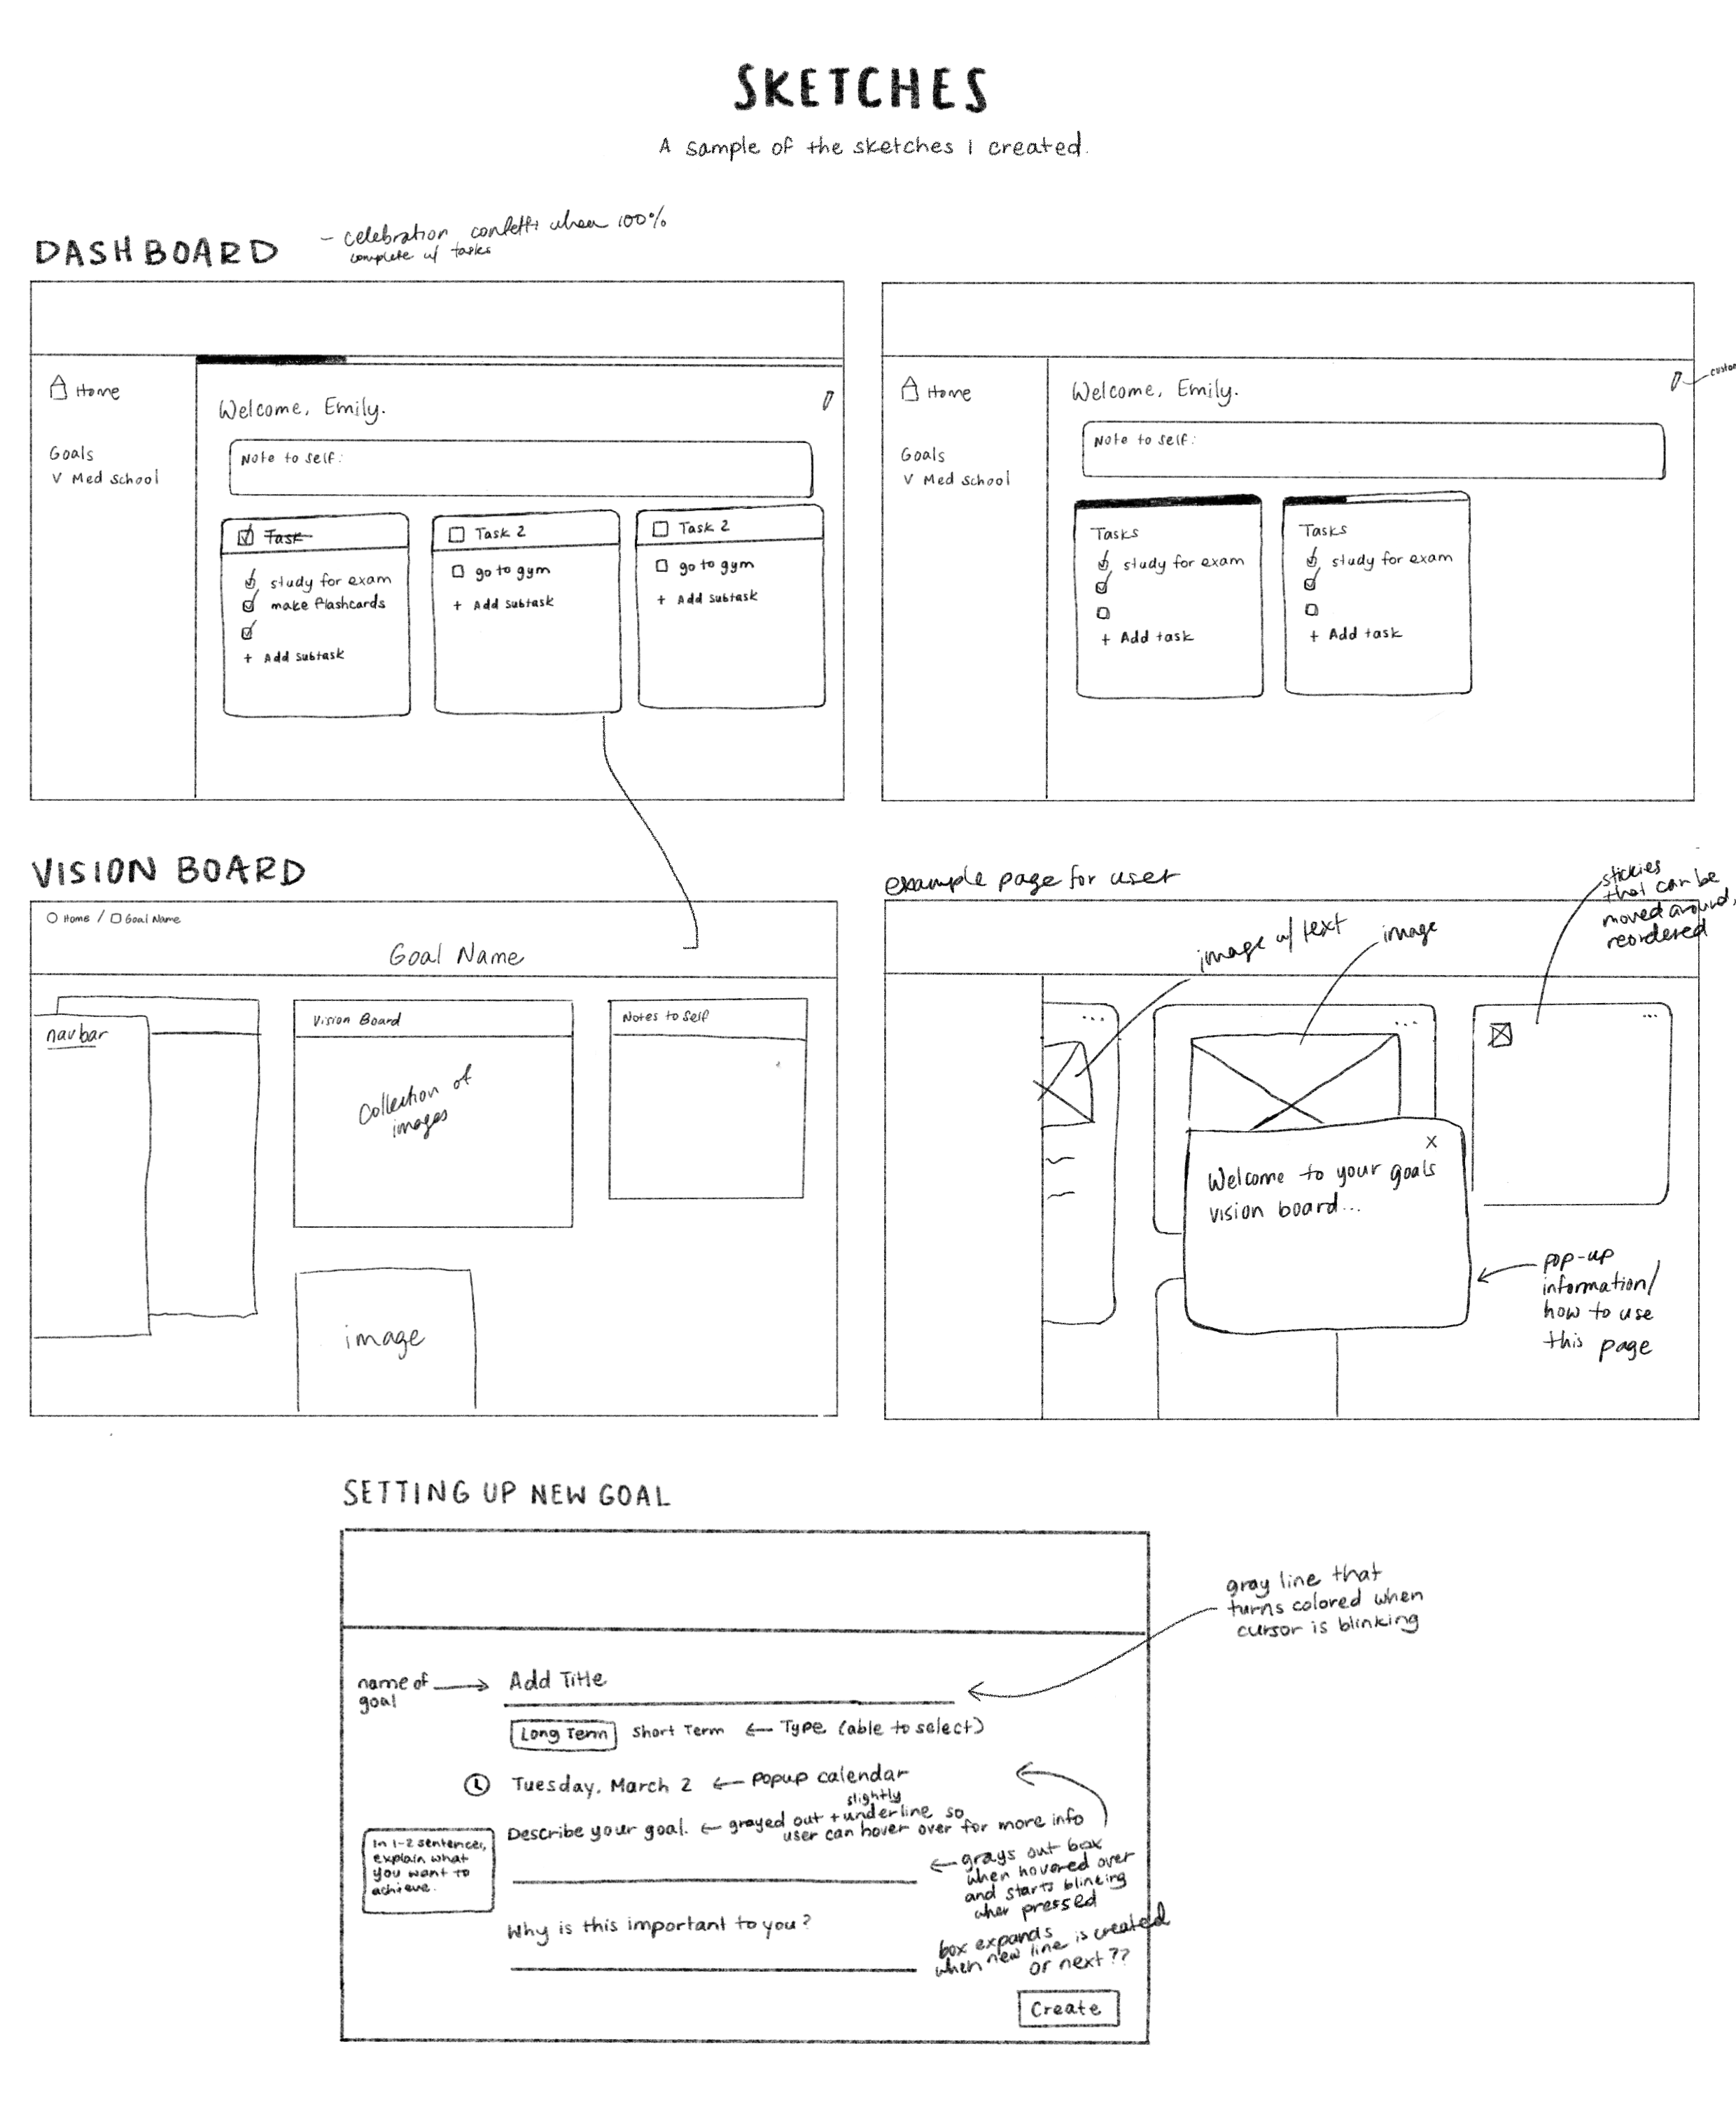 SKETCHES
A sample of the sketches I created.
DASHBOARD
- celebration confetti when 100%
complete w/ tasks
Home
Goals
V Med School
Welcome, Emily.
Note to self:
Task
study for exam
make flashcards
+ Add subtask
Task 2
go to gym
+ Add subtask
Task 2
go to gym
+ Add subtask
Home
Goals
V Med School
Welcome, Emily.
Note to self:
Tasks
study for exam
+ Add task
Tasks
study for exam
+ Add task
VISION BOARD
Home / Goal Name
Goal Name
navbar
Vision Board
Collection of
images
Notes to Self
image
example page for user
image w/ text
image
stickies
that can be
moved around,
reordered
...
...
...
X
Welcome to your goals
vision board...
pop-up
information/
how to use
this page
SETTING UP NEW GOAL
gray line that
turns colored when
cursor is blinking
name of
goal
Add Title
Long Term Short Term ← Type (able to select)
Tuesday, March 2 ← popup calendar
slightly
Describe your goal. ← grayed out + underline so
user can hover over for more info
In 1-2 sentences,
explain what
you want to
achieve.
← grays out box
when hovered over
and starts blinking
when pressed
Why is this important to you?
box expands
when new line is created
or next??
Create